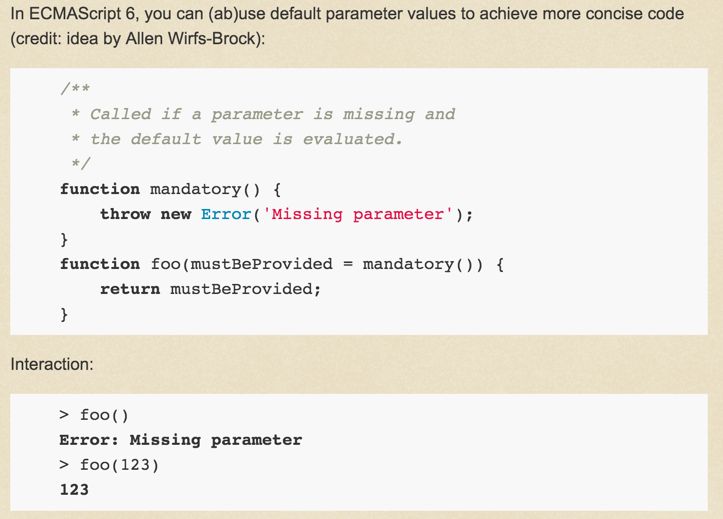 In ECMAScript 6, you can (ab)use default parameter values to achieve more concise code
(credit: idea by Allen Wirfs-Brock):
/**
 * Called if a parameter is missing and
 * the default value is evaluated.
 */
function mandatory() {
    throw new Error('Missing parameter');
}
function foo(mustBeProvided = mandatory()) {
    return mustBeProvided;
}
Interaction:
> foo()
Error: Missing parameter
> foo(123)
123